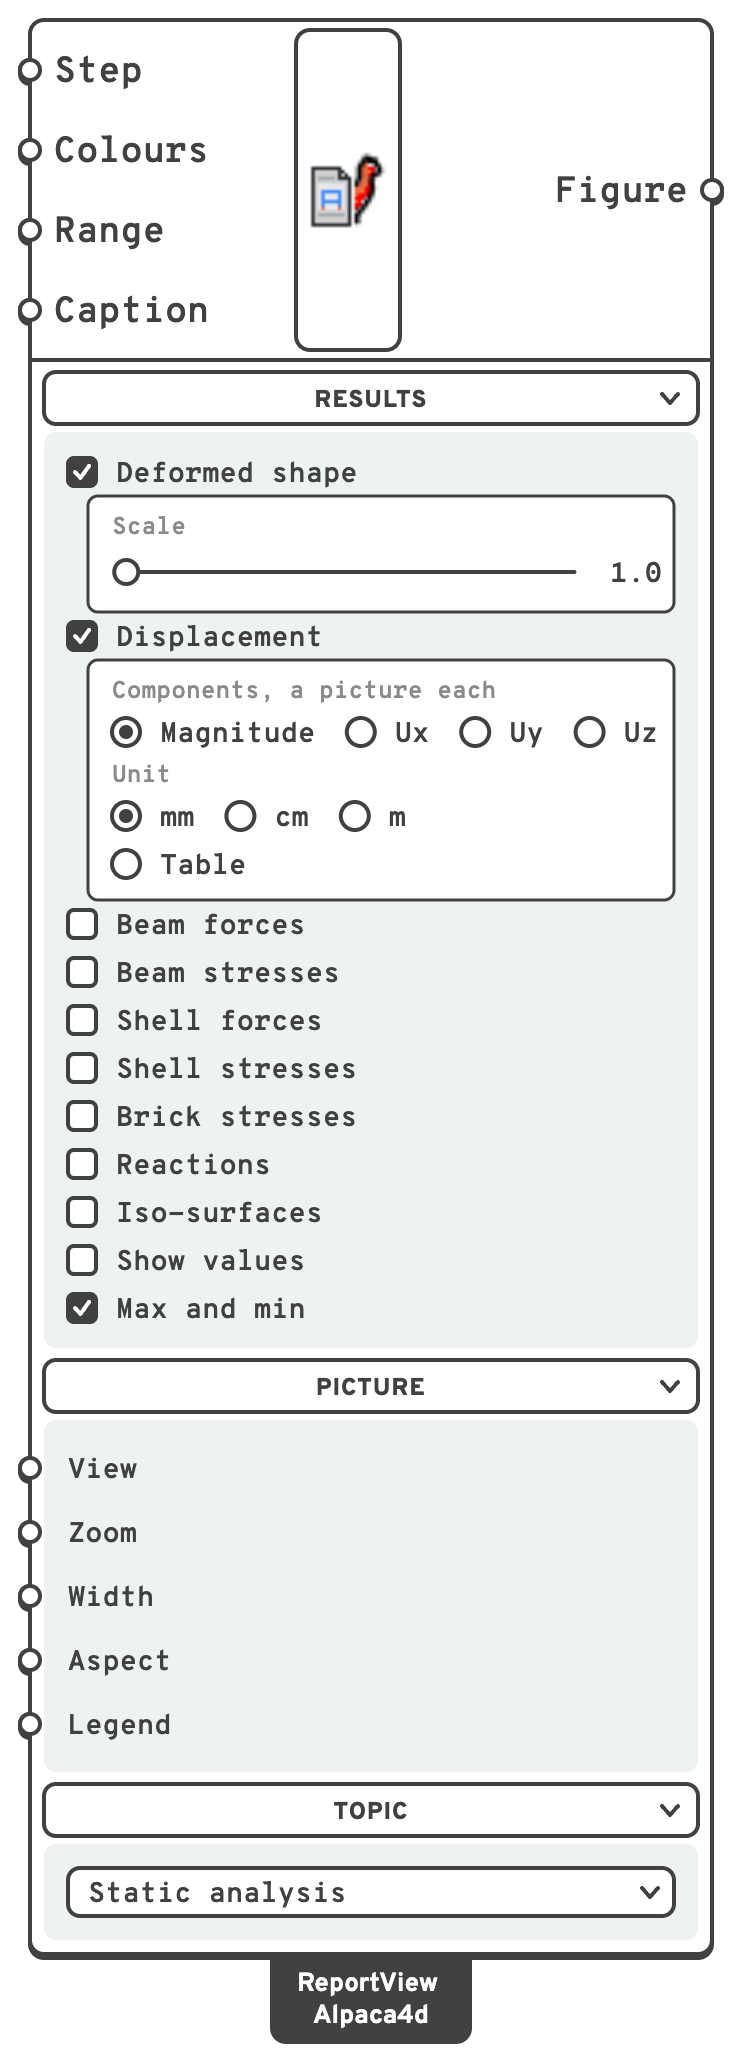 Step
Colours
Range
Caption
Figure
RESULTS
Deformed shape
Scale
1.0
Displacement
Components, a picture each
Magnitude Ux Uy Uz
Unit
mm cm m
Table
Beam forces
Beam stresses
Shell forces
Shell stresses
Brick stresses
Reactions
Iso-surfaces
Show values
Max and min
PICTURE
View
Zoom
Width
Aspect
Legend
TOPIC
Static analysis
ReportView
Alpaca4d